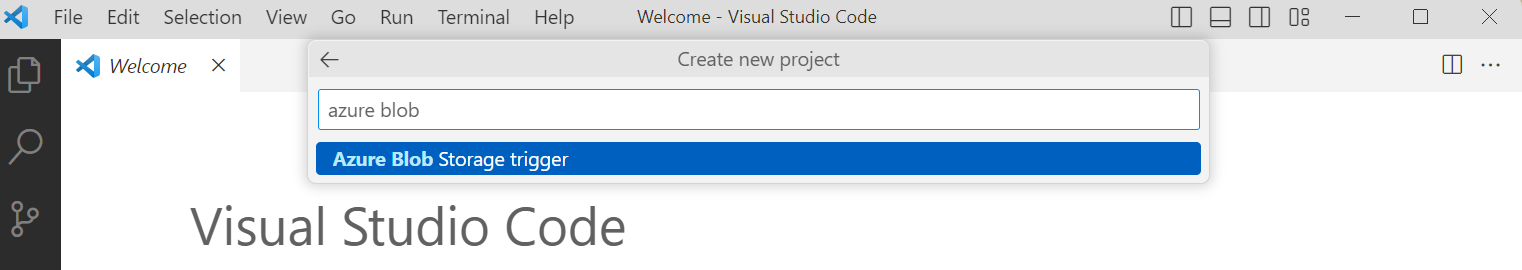 File Edit Selection View Go Run Terminal Help Welcome - Visual Studio Code
Welcome
Create new project
azure blob
Azure Blob Storage trigger
Visual Studio Code